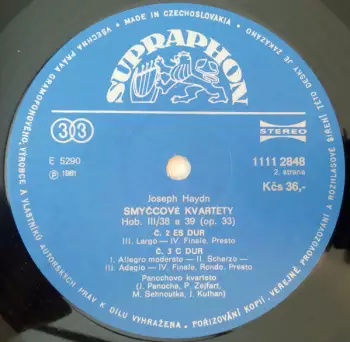 • MADE IN CZECHOSLOVAKIA •
VŠECHNA PRÁVA GRAMOFONOVÉHO VÝROBCE A VLASTNÍKŮ AUTORSKÝCH PRÁV K DÍLU VYHRAŽENA • POŘIZOVÁNÍ KOPIÍ, VEŘEJNÉ PROVOZOVÁNÍ A ROZHLASOVÉ ŠÍŘENÍ TÉTO DESKY JE ZAKÁZÁNO
SUPRAPHON
33
STEREO
E 5290
1111 2848
℗ 1981
2. strana
Kčs 36,-
Joseph Haydn
SMYČCOVÉ KVARTETY
Hob. III/38 a 39 (op. 33)
Č. 2 ES DUR
III. Largo — IV. Finale. Presto
Č. 3 C DUR
I. Allegro moderato — II. Scherzo —
III. Adagio — IV. Finale. Rondo. Presto
Panochovo kvarteto
(J. Panocha, P. Zejfart,
M. Sehnoutka, J. Kulhan)